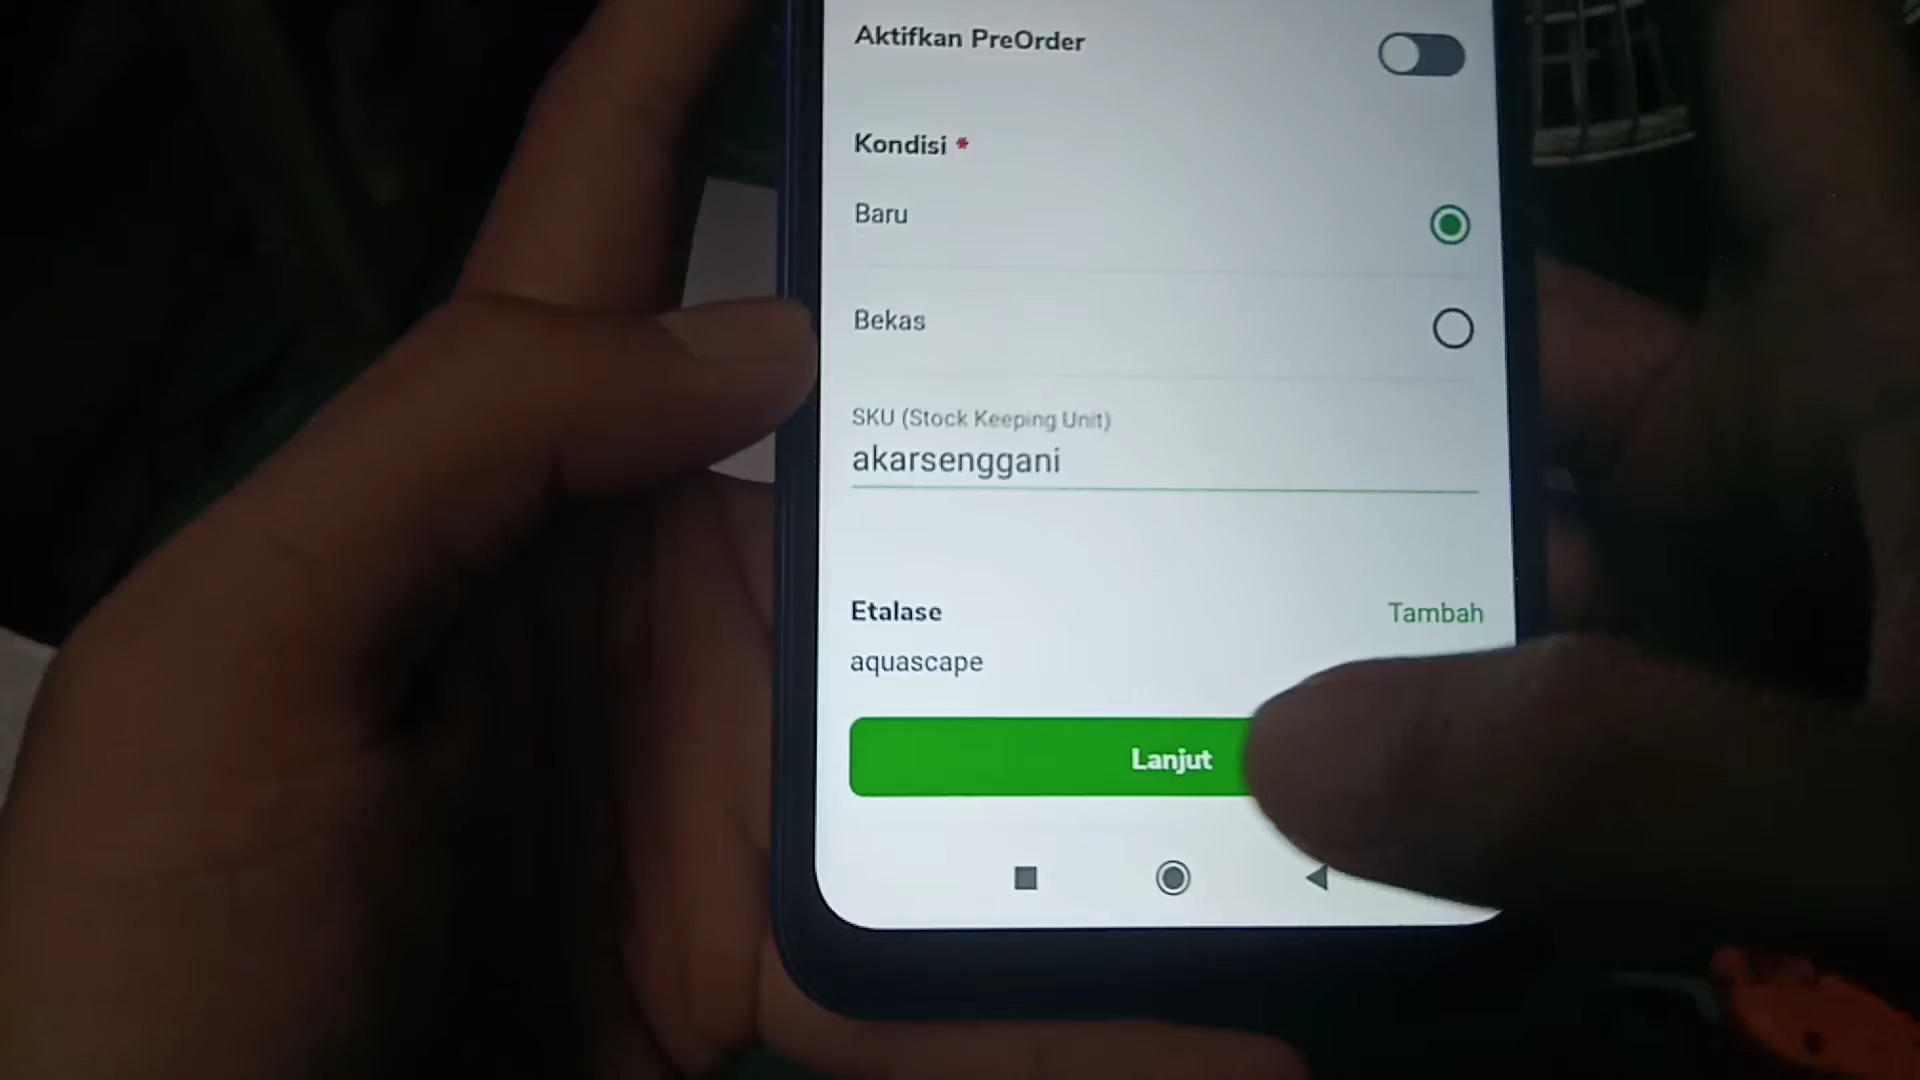 Aktifkan PreOrder
Kondisi *
Baru
Bekas
SKU (Stock Keeping Unit)
akarsenggani
Etalase
Tambah
aquascape
Lanjut